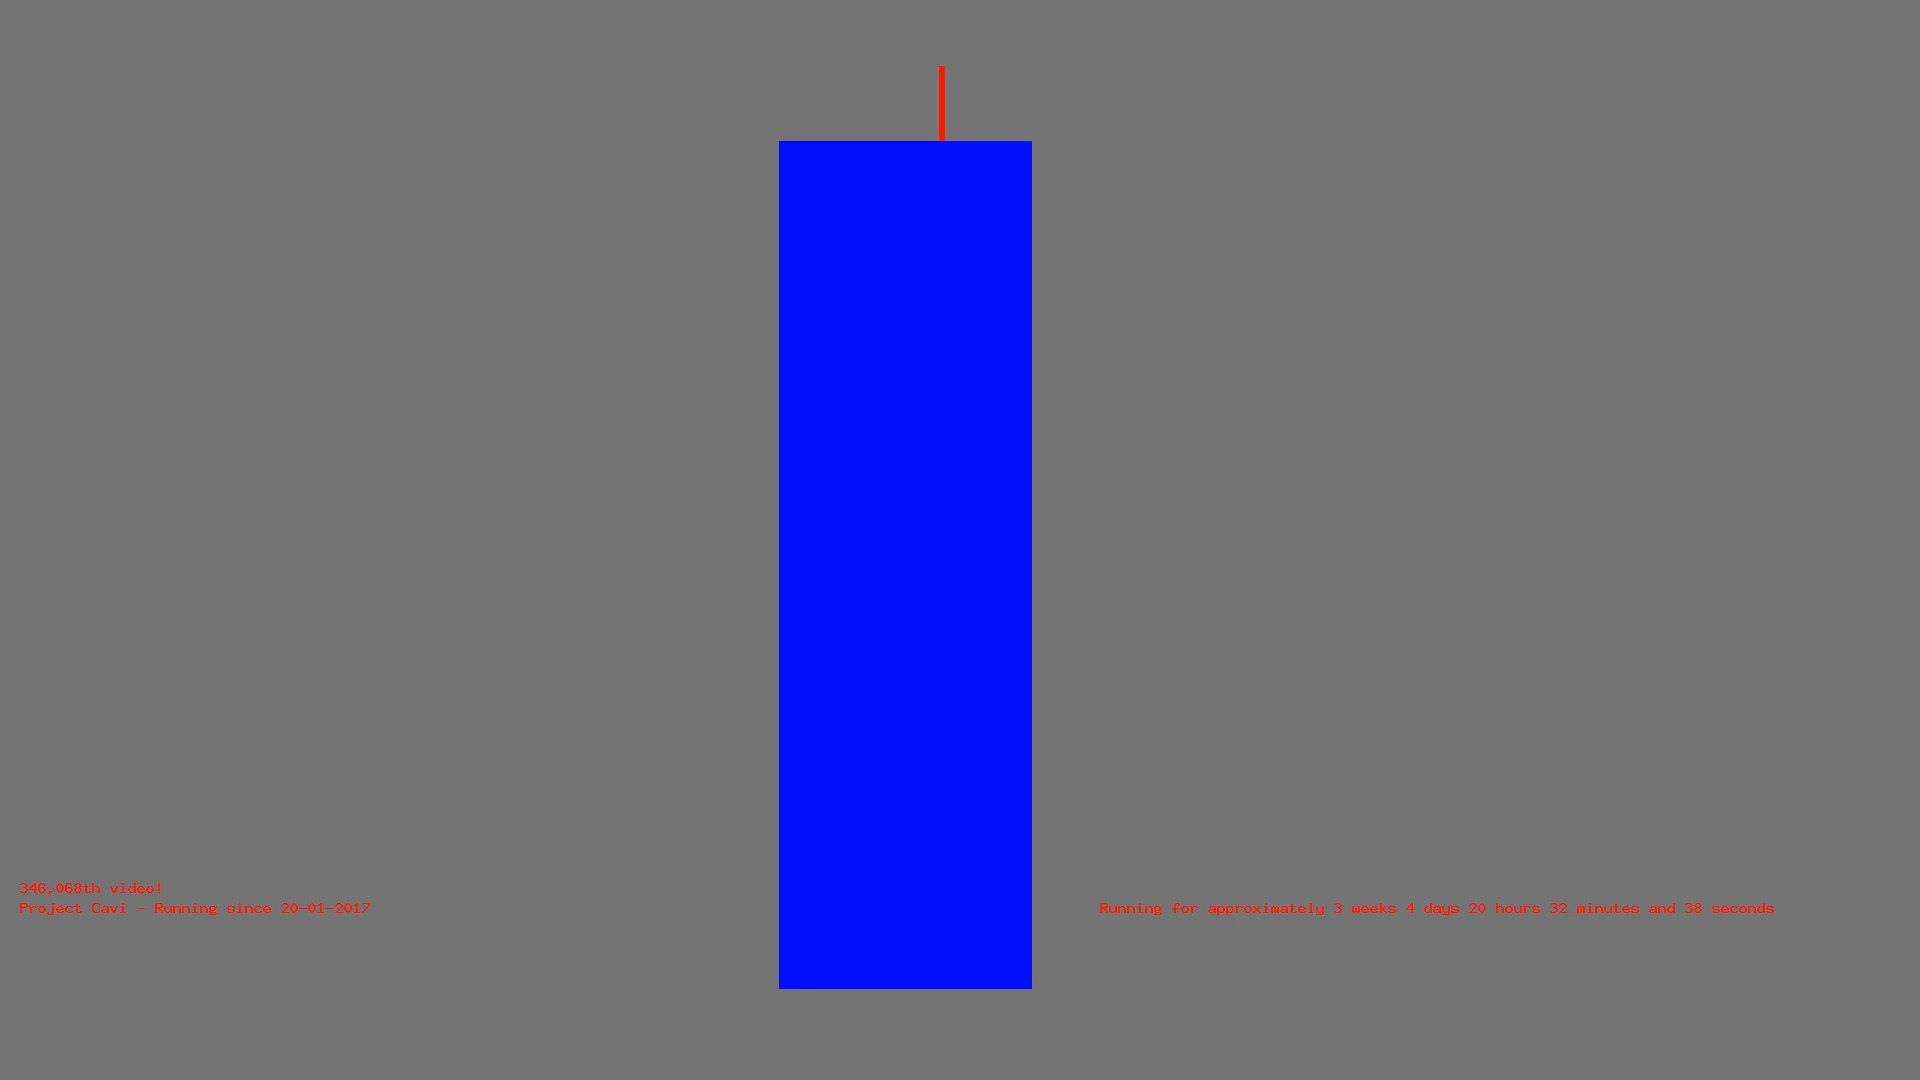 346,068th video!
Project Cavi - Running since 20-01-2017
Running for approximately 3 weeks 4 days 20 hours 32 minutes and 38 seconds